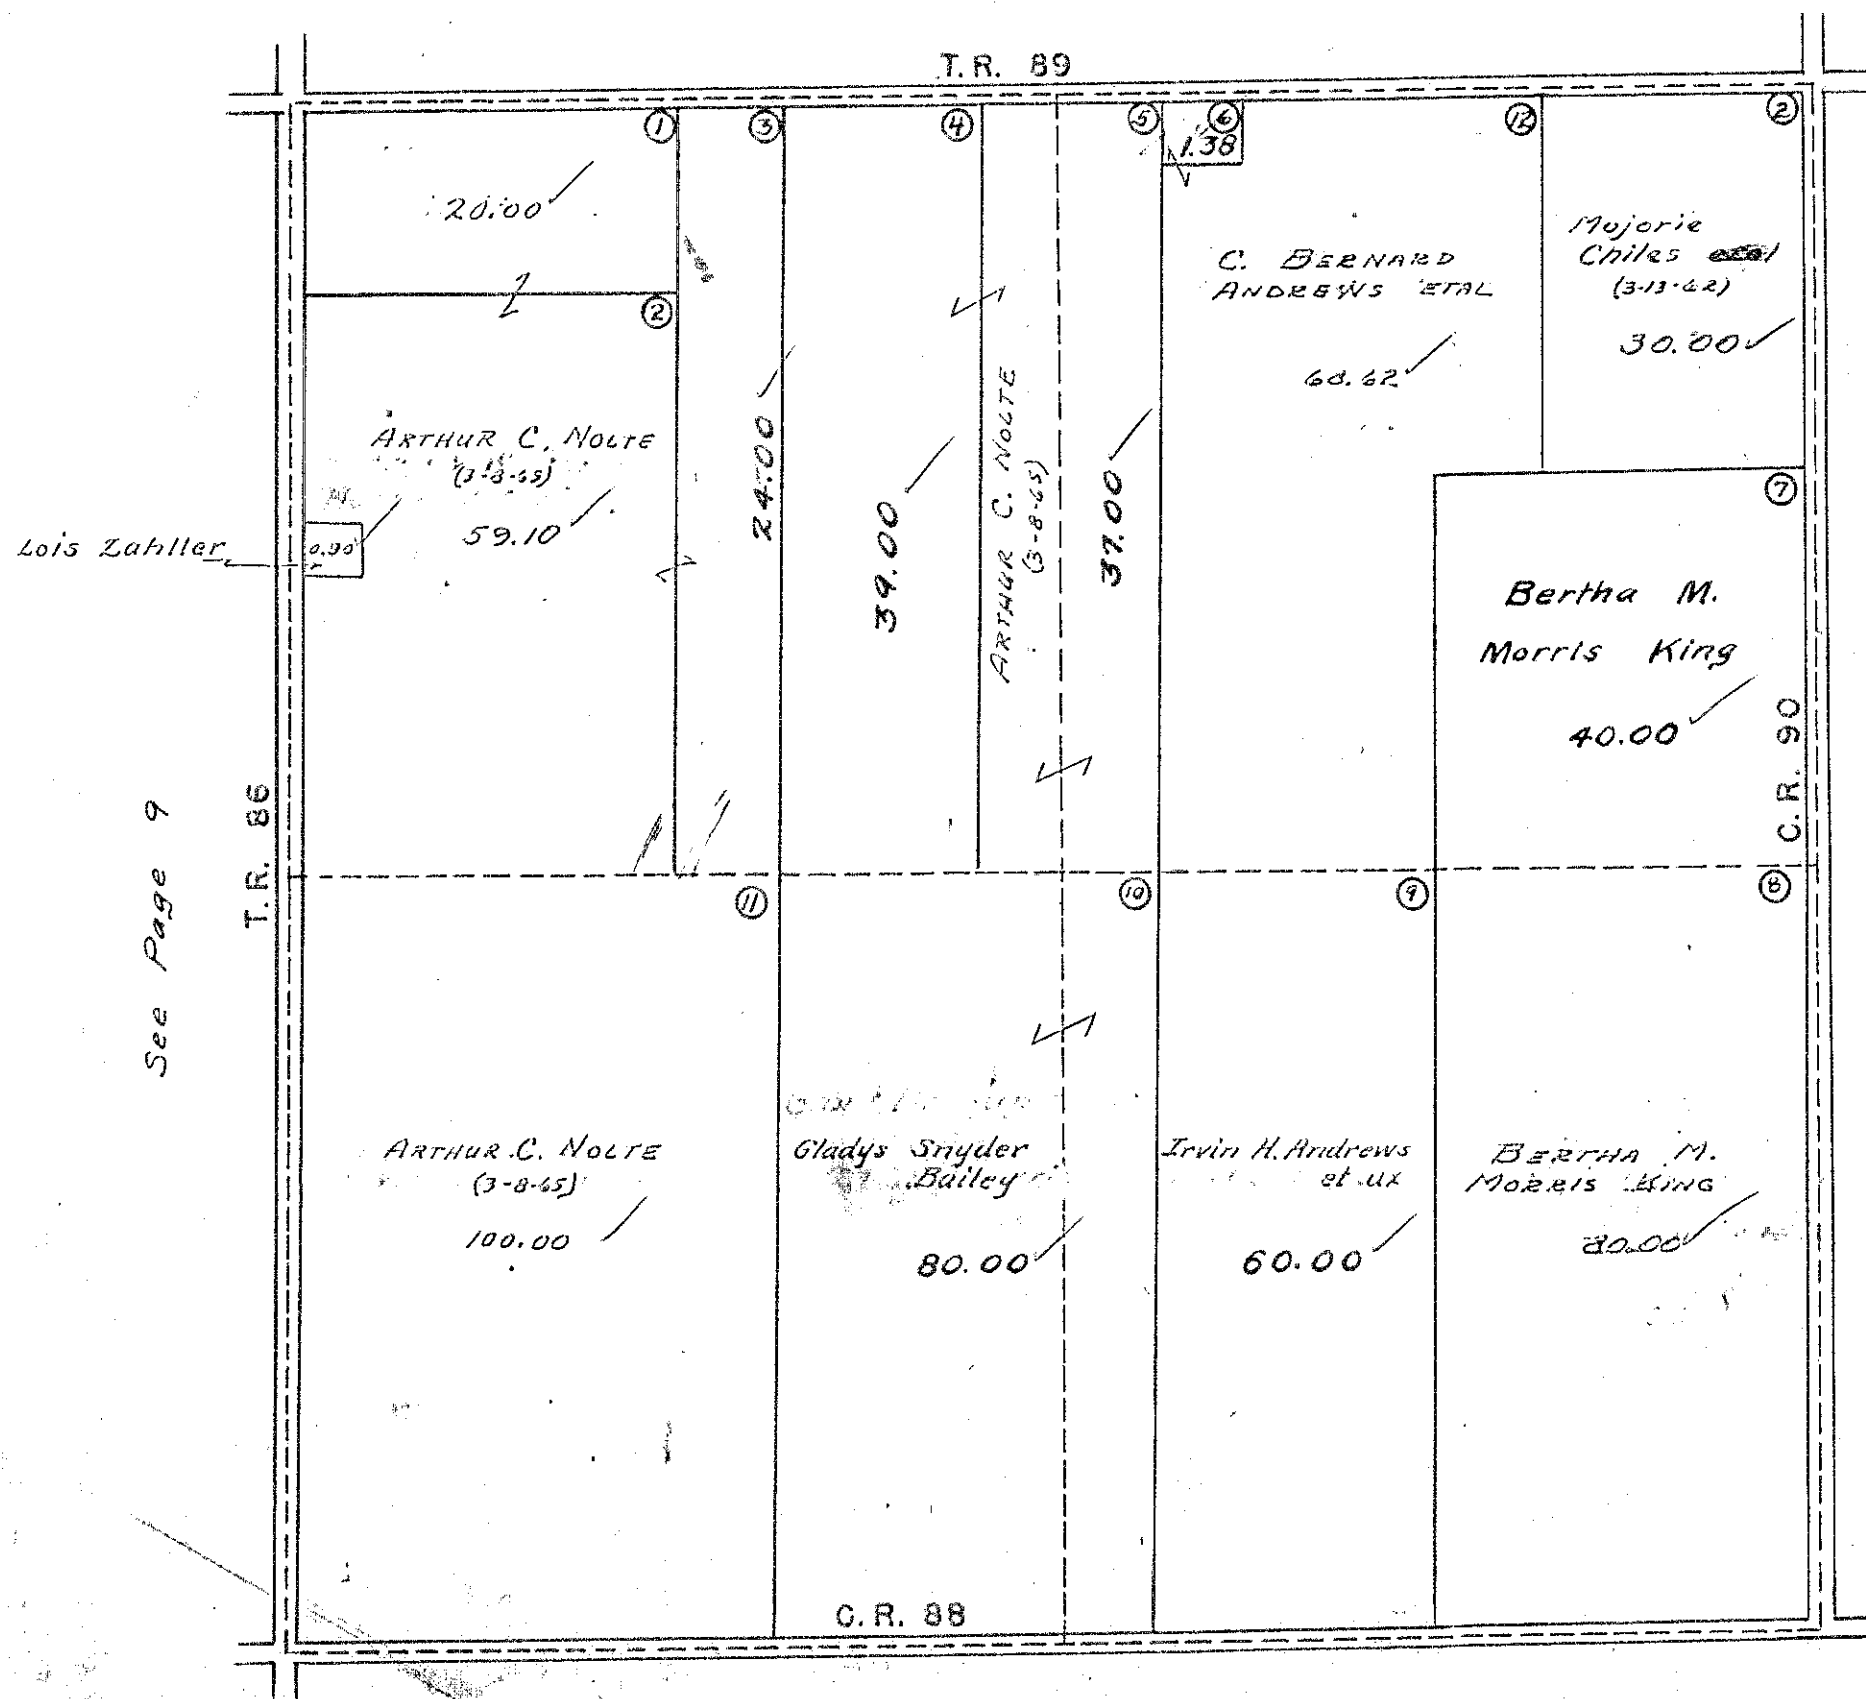 T.R. 89
1
3
4
5
6
12
2
1.38
20.00
2
Mojorie
Chiles
(3-13-62)
30.00
C. BERNARD
ANDREWS ETAL
68.62
ARTHUR C. NOLTE
(3-8-65)
59.10
Lois Zahller
0.90
24.00
39.00
ARTHUR C. NOLTE
(3-8-65)
37.00
7
Bertha M.
Morris King
40.00
C.R. 90
See Page 9
T.R. 86
11
10
9
8
ARTHUR C. NOLTE
(3-8-65)
100.00
Gladys Snyder
Bailey
80.00
Irvin H. Andrews
et ux
60.00
BERTHA M.
MORRIS KING
80.00
C.R. 88